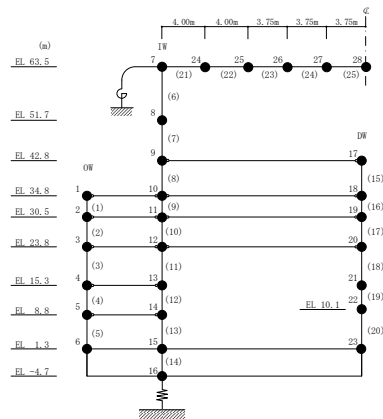 ℄
4.00m 4.00m 3.75m 3.75m 3.75m
(m) IW
EL 63.5 7 24 25 26 27 28
(21) (22) (23) (24) (25)
(6)
EL 51.7 8
(7)
DW
EL 42.8 9 17
OW (8) (15)
EL 34.8 1 10 18
(1) (9) (16)
EL 30.5 2 11 19
(2) (10) (17)
EL 23.8 3 12 20
(3) (11) (18)
EL 15.3 4 13 21
(4) (12) EL 10.1 22 (19)
EL 8.8 5 14
(5) (13) (20)
EL 1.3 6 15 23
(14)
EL -4.7 16